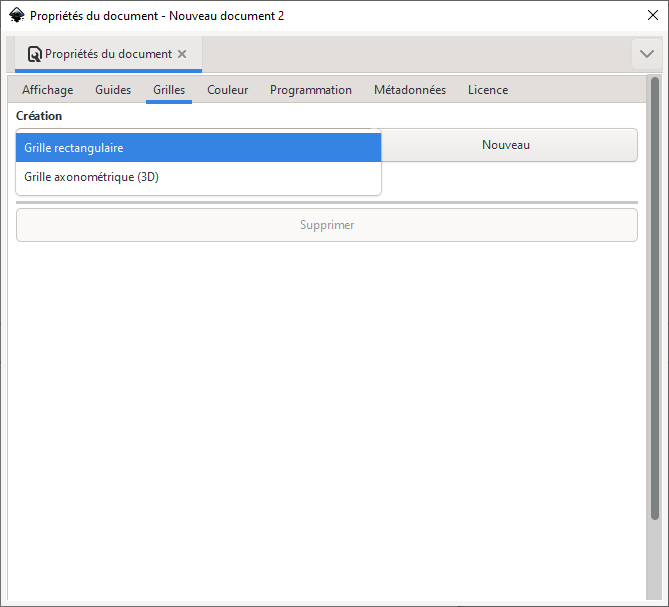 Propriétés du document - Nouveau document 2
Propriétés du document
Affichage Guides Grilles Couleur Programmation Métadonnées Licence
Création
Grille rectangulaire Nouveau
Grille axonométrique (3D)
Supprimer